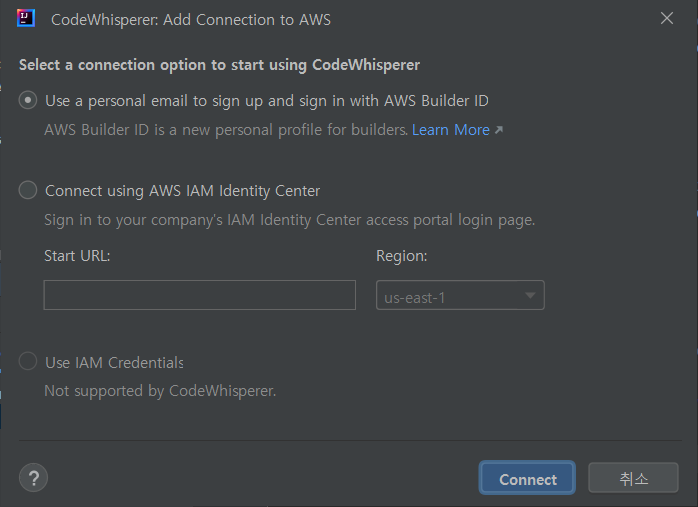 CodeWhisperer: Add Connection to AWS
Select a connection option to start using CodeWhisperer
Use a personal email to sign up and sign in with AWS Builder ID
AWS Builder ID is a new personal profile for builders. Learn More ↗
Connect using AWS IAM Identity Center
Sign in to your company's IAM Identity Center access portal login page.
Start URL: Region:
us-east-1
Use IAM Credentials
Not supported by CodeWhisperer.
? Connect 취소